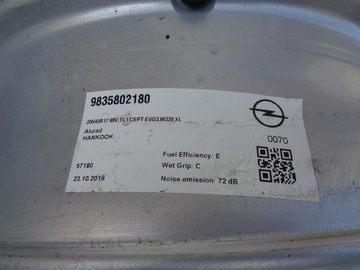 9835802180
205/45R17 88V TL I CEPT EVO2 W320 XL
Alurad
HANKOOK
0070
Fuel Efficiency: E
57180
Wet Grip: C
23.10.2019
Noise emission: 72 dB